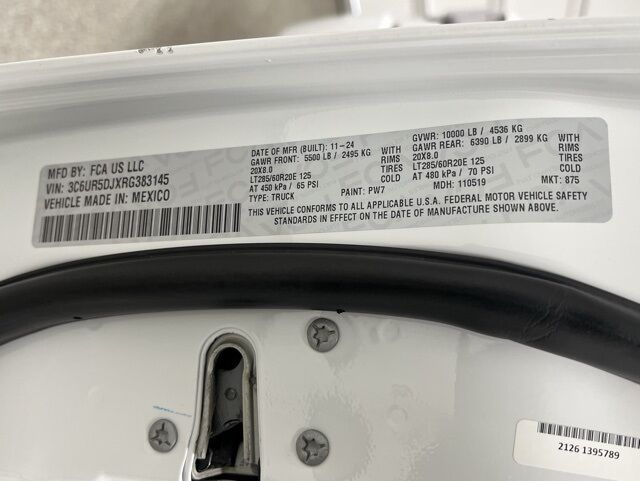 MFD BY: FCA US LLC
VIN: 3C6UR5DJXRG383145
VEHICLE MADE IN: MEXICO
DATE OF MFR (BUILT): 11-24
GAWR FRONT: 5500 LB / 2495 KG WITH
20X8.0 RIMS
LT285/60R20E 125 TIRES
AT 450 kPa / 65 PSI COLD
TYPE: TRUCK PAINT: PW7
GVWR: 10000 LB / 4536 KG
GAWR REAR: 6390 LB / 2899 KG WITH
20X8.0 RIMS
LT285/60R20E 125 TIRES
AT 480 kPa / 70 PSI COLD
MDH: 110519 MKT: 875
THIS VEHICLE CONFORMS TO ALL APPLICABLE U.S.A. FEDERAL MOTOR VEHICLE SAFETY
STANDARDS IN EFFECT ON THE DATE OF MANUFACTURE SHOWN ABOVE.
2126 1395789